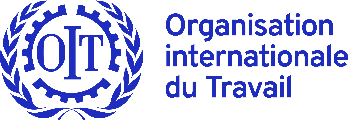 OIT
Organisation
internationale
du Travail